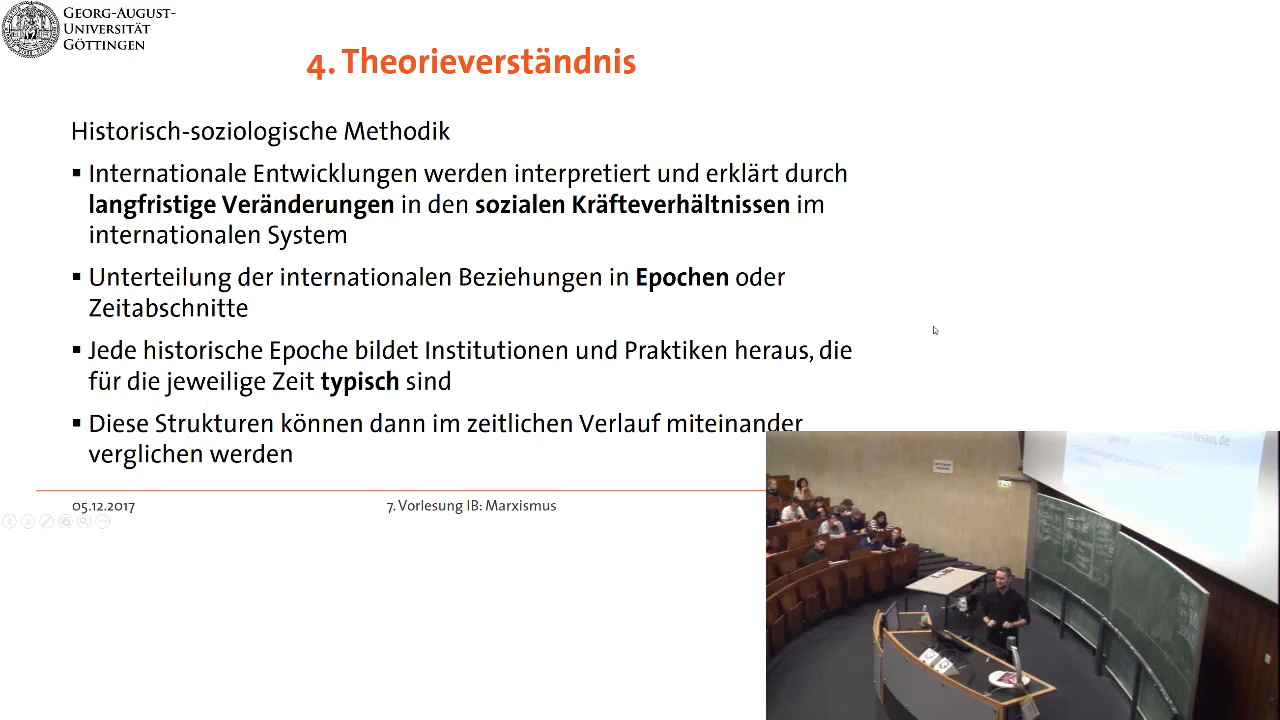 GEORG-AUGUST-
UNIVERSITÄT
GÖTTINGEN
4. Theorieverständnis
Historisch-soziologische Methodik
▪ Internationale Entwicklungen werden interpretiert und erklärt durch
langfristige Veränderungen in den sozialen Kräfteverhältnissen im
internationalen System
▪ Unterteilung der internationalen Beziehungen in Epochen oder
Zeitabschnitte
▪ Jede historische Epoche bildet Institutionen und Praktiken heraus, die
für die jeweilige Zeit typisch sind
▪ Diese Strukturen können dann im zeitlichen Verlauf miteinander
verglichen werden
05.12.2017
7. Vorlesung IB: Marxismus